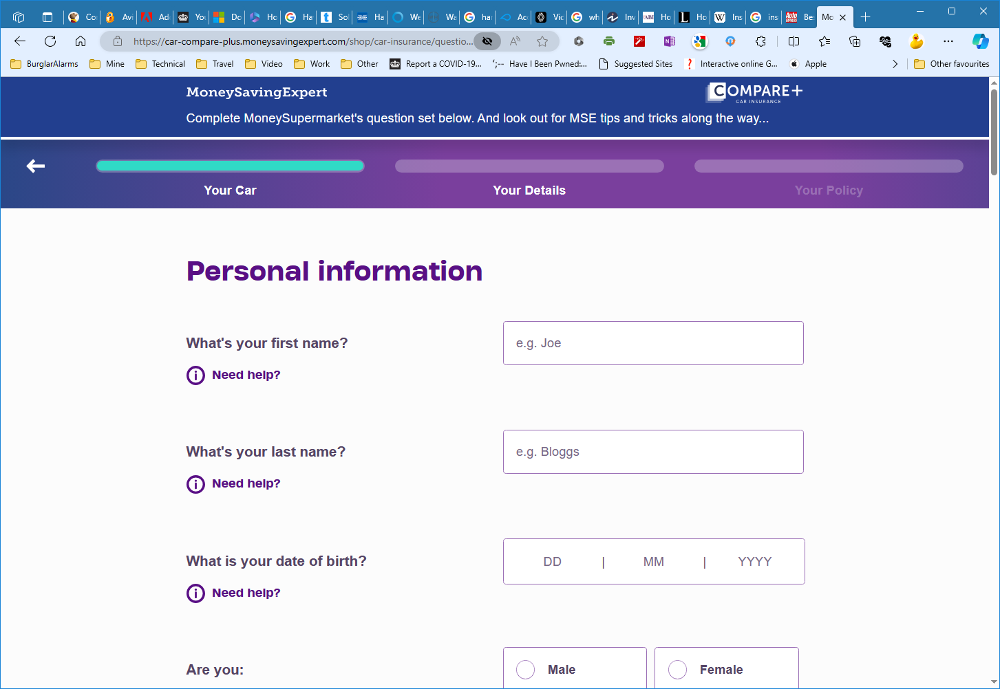 Co
Avi
Ad
You
Do
Ho
Ha
So
Ha
We
Wa
har
Acc
Vic
wh
Inv
Ho
Ho
Ins
ins
Be
Mo
https://car-compare-plus.moneysavingexpert.com/shop/car-insurance/questio...
BurglarAlarms
Mine
Technical
Travel
Video
Work
Other
Report a COVID-19...
Have I Been Pwned:...
Suggested Sites
Interactive online G...
Apple
Other favourites
MoneySavingExpert
COMPARE+
CAR INSURANCE
Complete MoneySupermarket's question set below. And look out for MSE tips and tricks along the way...
Your Car
Your Details
Your Policy
Personal information
What's your first name?
e.g. Joe
Need help?
What's your last name?
e.g. Bloggs
Need help?
What is your date of birth?
DD | MM | YYYY
Need help?
Are you:
Male
Female